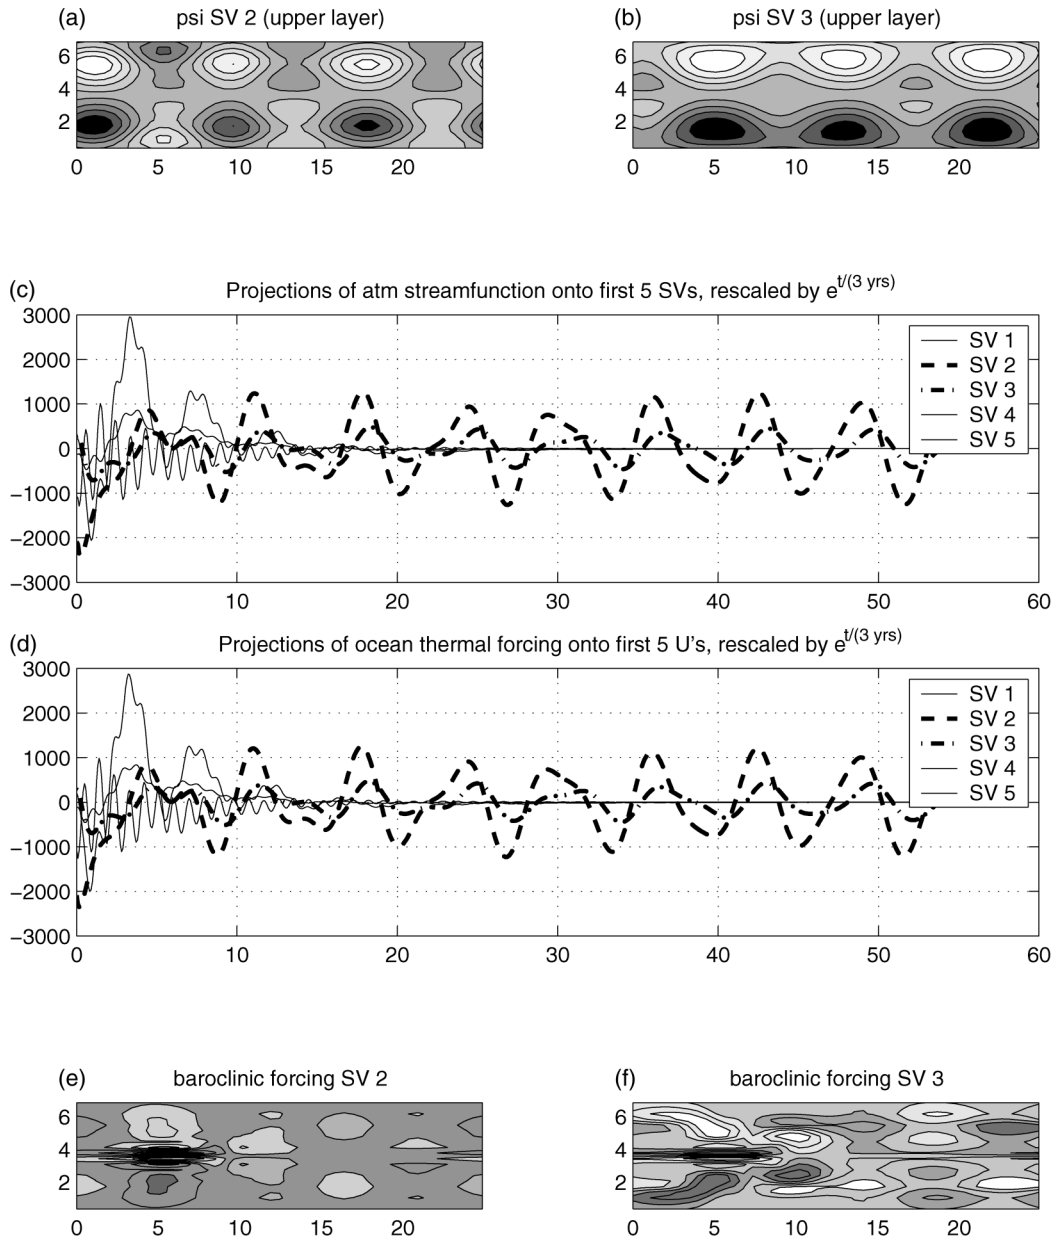 (a) psi SV 2 (upper layer)
(b) psi SV 3 (upper layer)
6
4
2
0 5 10 15 20
6
4
2
0 5 10 15 20
(c) Projections of atm streamfunction onto first 5 SVs, rescaled by e^t/(3 yrs)
3000
2000
1000
0
−1000
−2000
−3000
0 10 20 30 40 50 60
SV 1
SV 2
SV 3
SV 4
SV 5
(d) Projections of ocean thermal forcing onto first 5 U's, rescaled by e^t/(3 yrs)
3000
2000
1000
0
−1000
−2000
−3000
0 10 20 30 40 50 60
SV 1
SV 2
SV 3
SV 4
SV 5
(e) baroclinic forcing SV 2
(f) baroclinic forcing SV 3
6
4
2
0 5 10 15 20
6
4
2
0 5 10 15 20